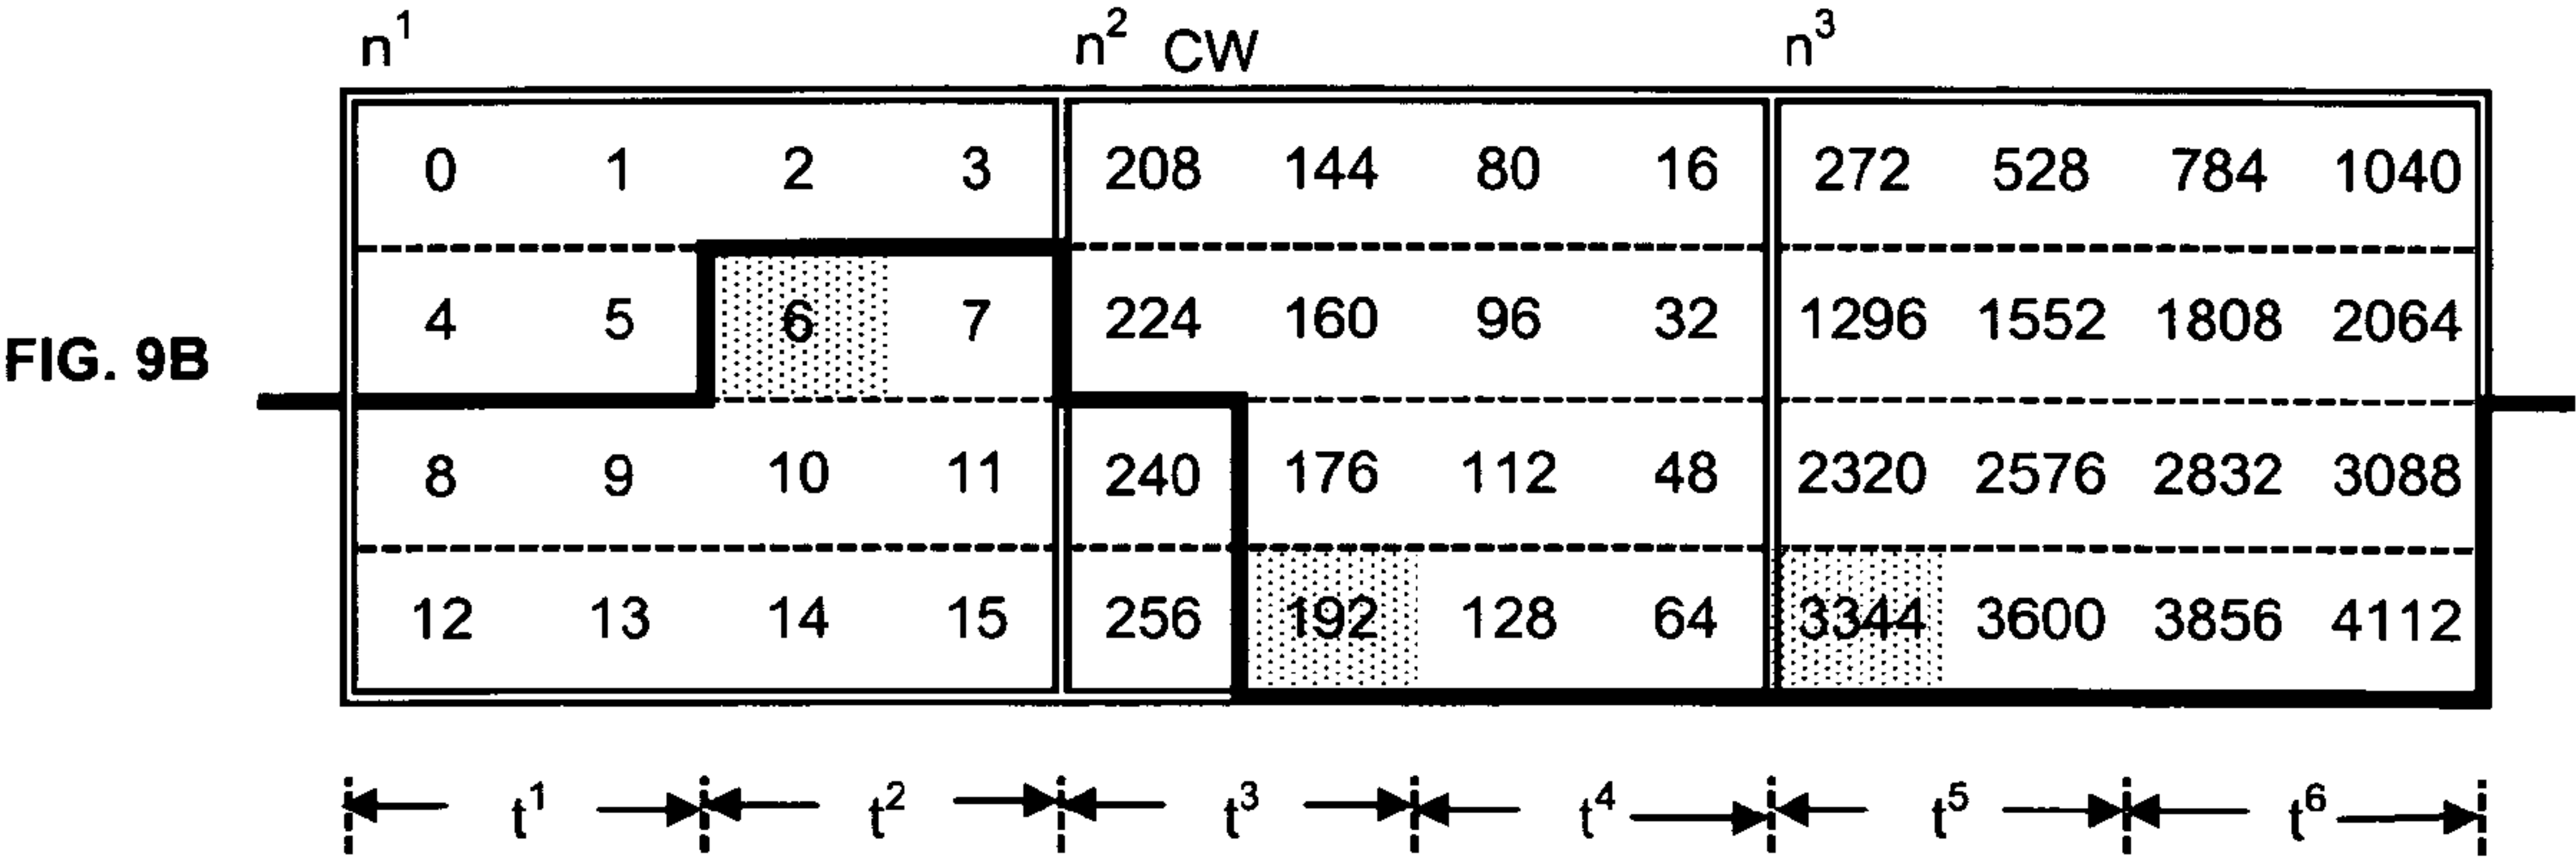 n¹ n² CW n³
0 1 2 3 208 144 80 16 272 528 784 1040
4 5 6 7 224 160 96 32 1296 1552 1808 2064
FIG. 9B
8 9 10 11 240 176 112 48 2320 2576 2832 3088
12 13 14 15 256 192 128 64 3344 3600 3856 4112
t¹ t² t³ t⁴ t⁵ t⁶